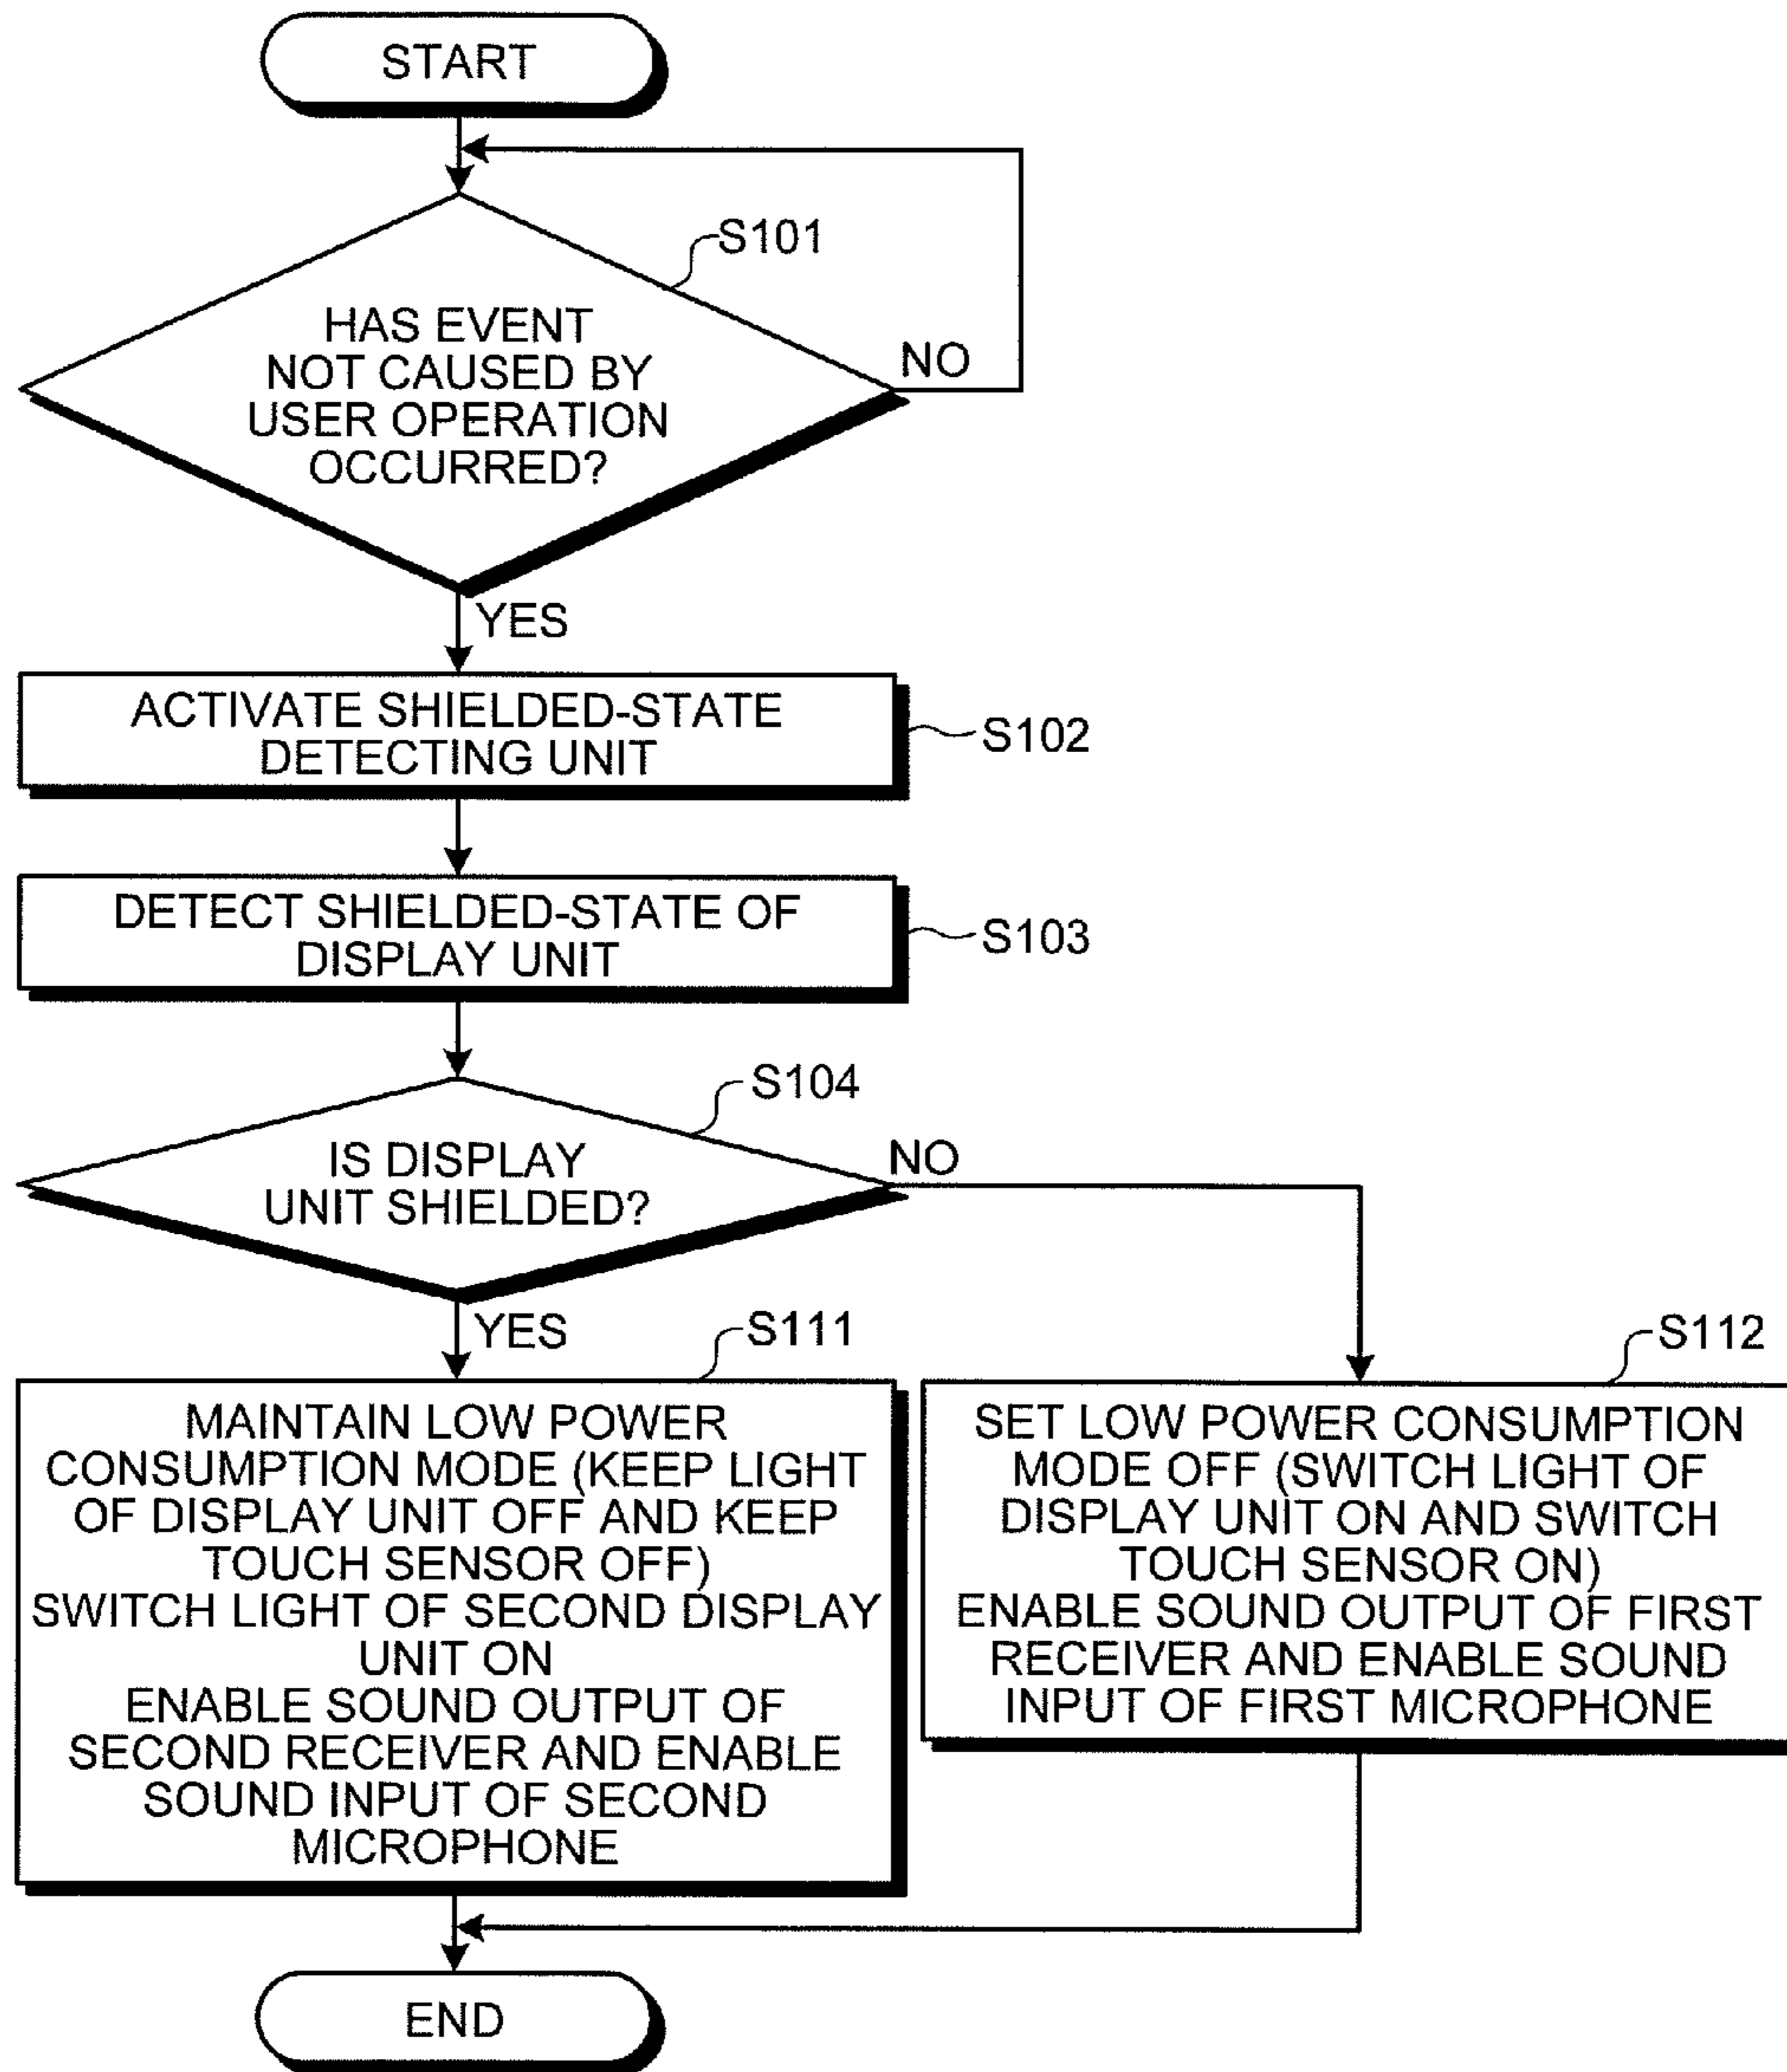 START
S101
HAS EVENT
NOT CAUSED BY
USER OPERATION
OCCURRED?
NO
YES
ACTIVATE SHIELDED-STATE
DETECTING UNIT
S102
DETECT SHIELDED-STATE OF
DISPLAY UNIT
S103
S104
IS DISPLAY
UNIT SHIELDED?
NO
YES
S111
MAINTAIN LOW POWER
CONSUMPTION MODE (KEEP LIGHT
OF DISPLAY UNIT OFF AND KEEP
TOUCH SENSOR OFF)
SWITCH LIGHT OF SECOND DISPLAY
UNIT ON
ENABLE SOUND OUTPUT OF
SECOND RECEIVER AND ENABLE
SOUND INPUT OF SECOND
MICROPHONE
S112
SET LOW POWER CONSUMPTION
MODE OFF (SWITCH LIGHT OF
DISPLAY UNIT ON AND SWITCH
TOUCH SENSOR ON)
ENABLE SOUND OUTPUT OF FIRST
RECEIVER AND ENABLE SOUND
INPUT OF FIRST MICROPHONE
END